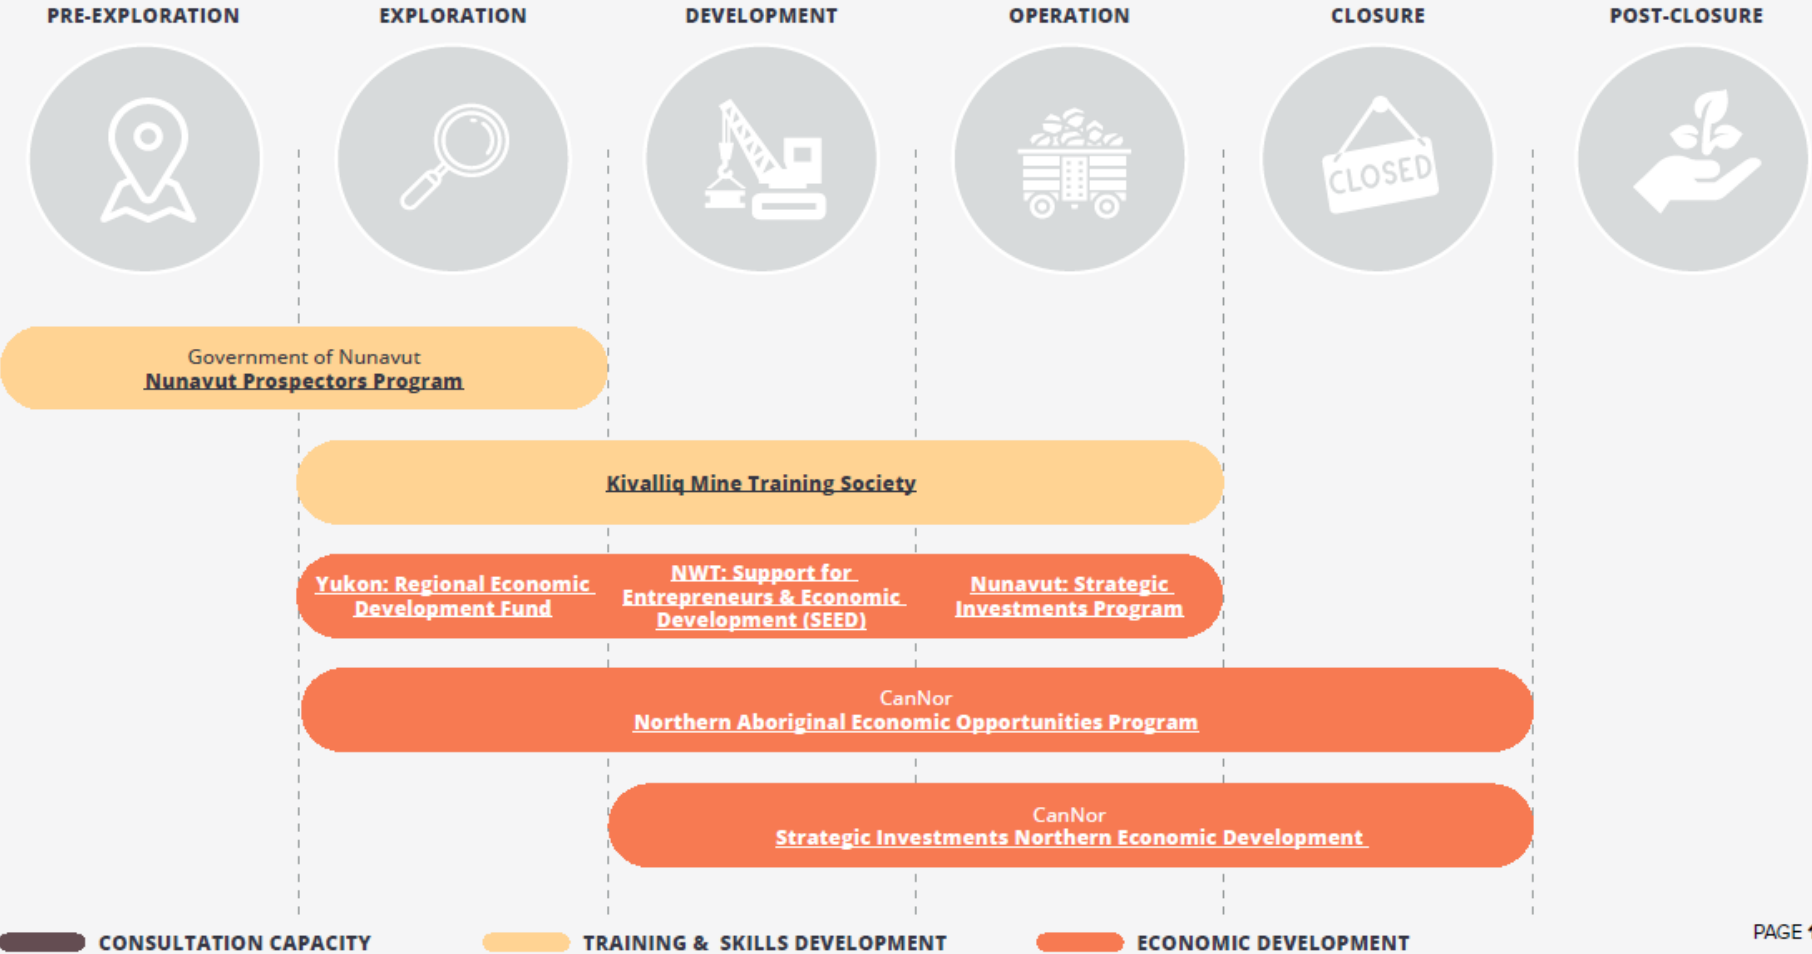 PRE-EXPLORATION
EXPLORATION
DEVELOPMENT
OPERATION
CLOSURE
POST-CLOSURE
CLOSED
Government of Nunavut
Nunavut Prospectors Program
Kivalliq Mine Training Society
Yukon: Regional Economic
Development Fund
NWT: Support for
Entrepreneurs & Economic
Development (SEED)
Nunavut: Strategic
Investments Program
CanNor
Northern Aboriginal Economic Opportunities Program
CanNor
Strategic Investments Northern Economic Development
CONSULTATION CAPACITY
TRAINING & SKILLS DEVELOPMENT
ECONOMIC DEVELOPMENT
PAGE